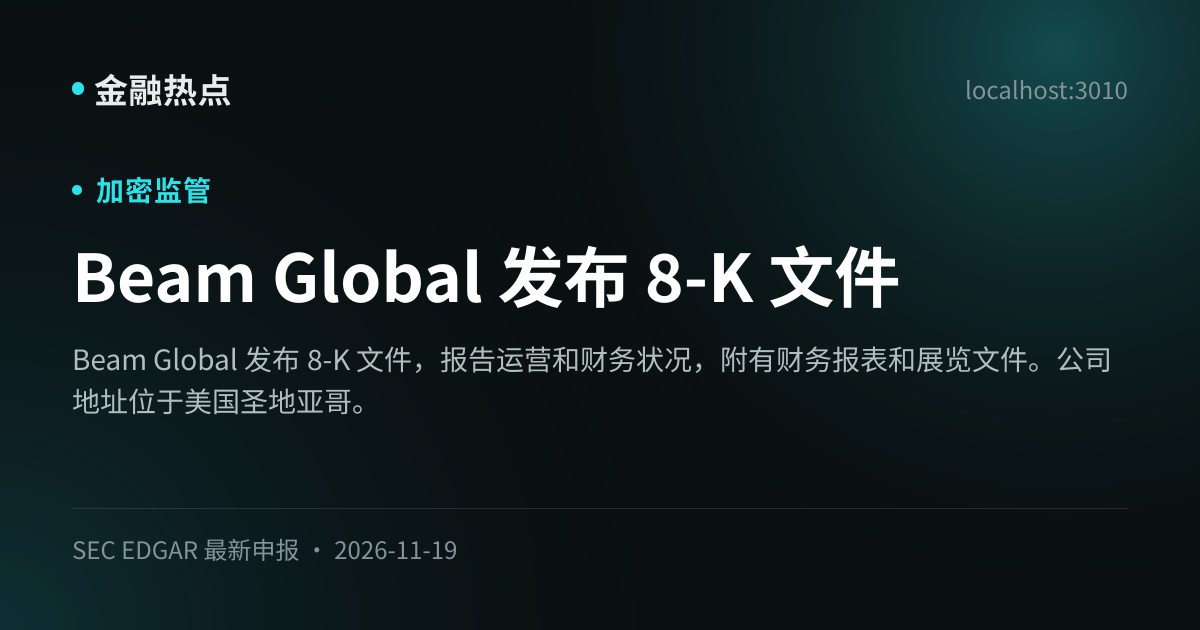 金融热点
localhost:3010
加密监管
Beam Global 发布 8-K 文件
Beam Global 发布 8-K 文件，报告运营和财务状况，附有财务报表和展览文件。公司
地址位于美国圣地亚哥。
SEC EDGAR 最新申报 · 2026-11-19